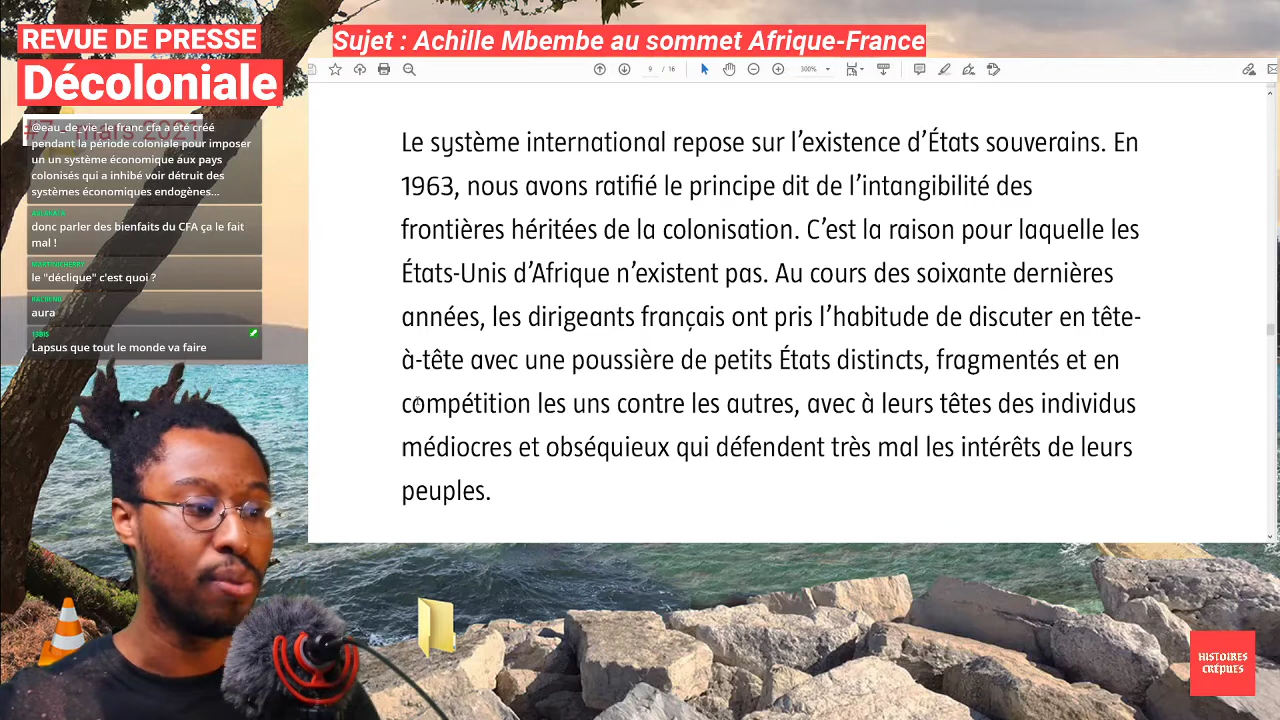 REVUE DE PRESSE
Décoloniale
Sujet : Achille Mbembe au sommet Afrique-France
9 / 16
300%
@eau_de_vie_le franc cfa a été créé
pendant la période coloniale pour imposer
un un système économique aux pays
colonisés qui a inhibé voir détruit des
systèmes économiques endogènes...
donc parler des bienfaits du CFA ça le fait
mal !
MARTINCHERRY
le "déclique" c'est quoi ?
aura
Lapsus que tout le monde va faire
Le système international repose sur l'existence d'États souverains. En
1963, nous avons ratifié le principe dit de l'intangibilité des
frontières héritées de la colonisation. C'est la raison pour laquelle les
États-Unis d'Afrique n'existent pas. Au cours des soixante dernières
années, les dirigeants français ont pris l'habitude de discuter en tête-
à-tête avec une poussière de petits États distincts, fragmentés et en
compétition les uns contre les autres, avec à leurs têtes des individus
médiocres et obséquieux qui défendent très mal les intérêts de leurs
peuples.
HISTOIRES
CRÉPUES